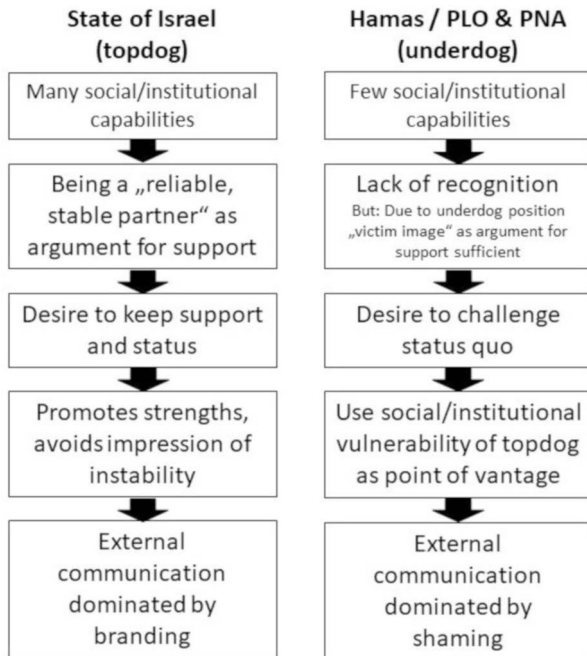 State of Israel
(topdog)
Many social/institutional
capabilities
Being a „reliable,
stable partner“ as
argument for support
Desire to keep support
and status
Promotes strengths,
avoids impression of
instability
External
communication
dominated by
branding
Hamas / PLO & PNA
(underdog)
Few social/institutional
capabilities
Lack of recognition
But: Due to underdog position
„victim image“ as argument for
support sufficient
Desire to challenge
status quo
Use social/institutional
vulnerability of topdog
as point of vantage
External
communication
dominated by
shaming